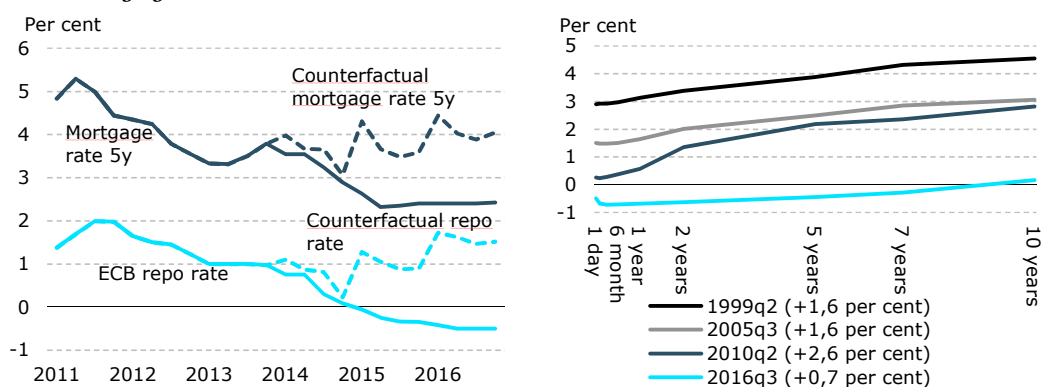 Per cent
6
5
4
3
2
1
0
-1
Counterfactual
mortgage rate 5y
Mortgage
rate 5y
Counterfactual repo
rate
ECB repo rate
2011 2012 2013 2014 2015 2016
Per cent
5
4
3
2
1
0
-1
1 day
6 month
1 year
2 years
5 years
7 years
10 years
1999q2 (+1,6 per cent)
2005q3 (+1,6 per cent)
2010q2 (+2,6 per cent)
2016q3 (+0,7 per cent)